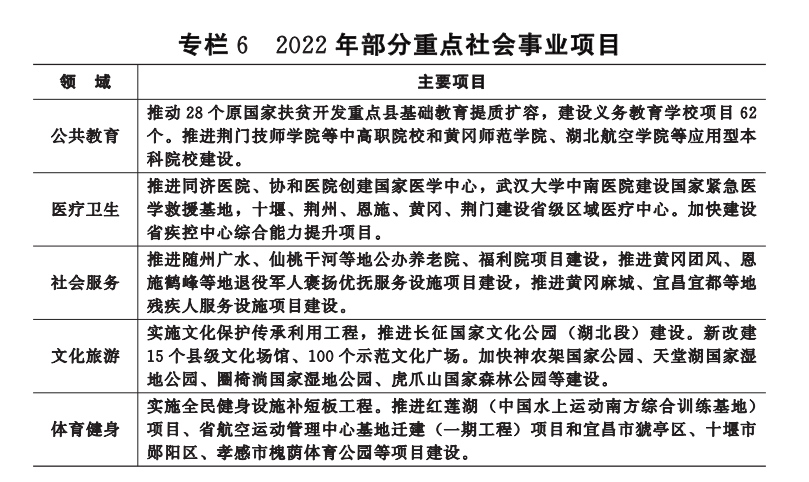 专栏 6 2022 年部分重点社会事业项目
领 域 主要项目
公共教育
推动 28 个原国家扶贫开发重点县基础教育提质扩容，建设义务教育学校项目 62
个。推进荆门技师学院等中高职院校和黄冈师范学院、湖北航空学院等应用型本
科院校建设。
医疗卫生
推进同济医院、协和医院创建国家医学中心，武汉大学中南医院建设国家紧急医
学救援基地，十堰、荆州、恩施、黄冈、荆门建设省级区域医疗中心。加快建设
省疾控中心综合能力提升项目。
社会服务
推进随州广水、仙桃干河等地公办养老院、福利院项目建设，推进黄冈团风、恩
施鹤峰等地退役军人褒扬优抚服务设施项目建设，推进黄冈麻城、宜昌宜都等地
残疾人服务设施项目建设。
文化旅游
实施文化保护传承利用工程，推进长征国家文化公园（湖北段）建设。新改建
15 个县级文化场馆、100 个示范文化广场。加快神农架国家公园、天堂湖国家湿
地公园、圈椅淌国家湿地公园、虎爪山国家森林公园等建设。
体育健身
实施全民健身设施补短板工程。推进红莲湖（中国水上运动南方综合训练基地）
项目、省航空运动管理中心基地迁建（一期工程）项目和宜昌市猇亭区、十堰市
郧阳区、孝感市槐荫体育公园等项目建设。